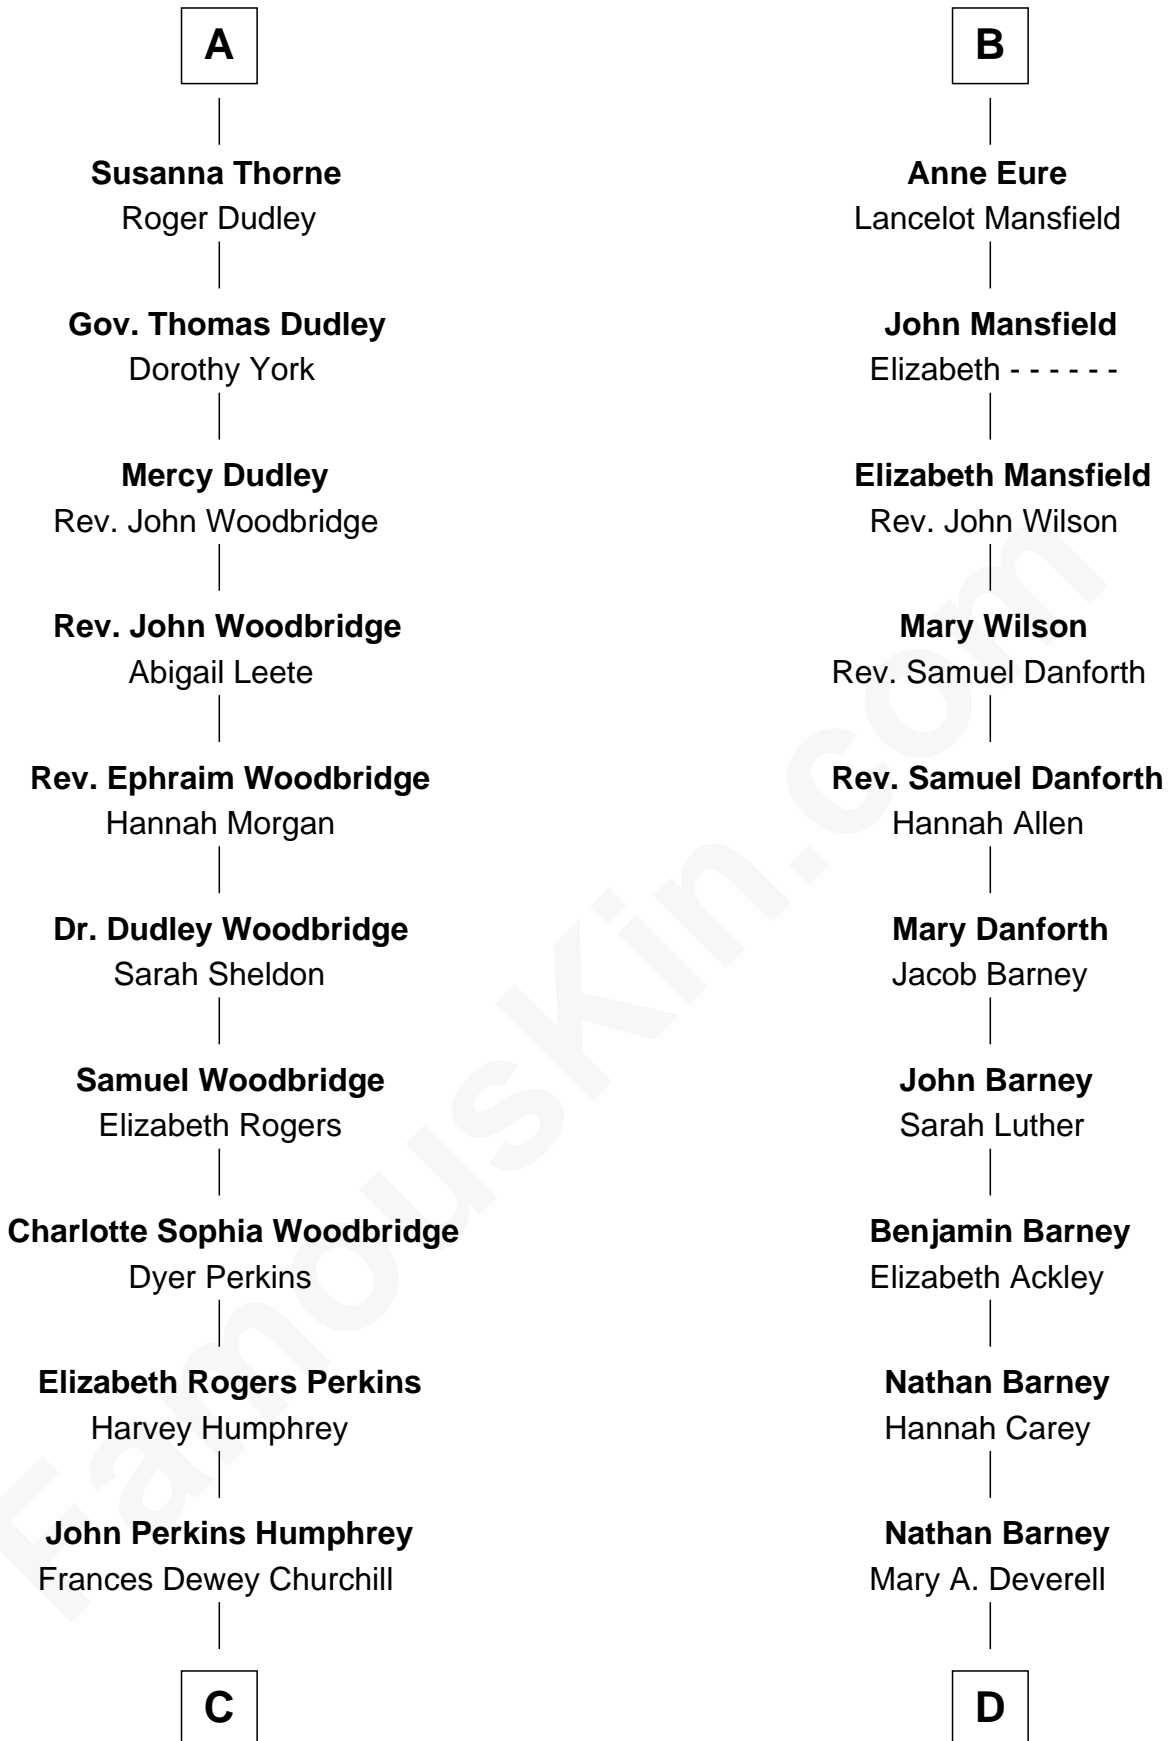 A
Susanna Thorne
Roger Dudley
Gov. Thomas Dudley
Dorothy York
Mercy Dudley
Rev. John Woodbridge
Rev. John Woodbridge
Abigail Leete
Rev. Ephraim Woodbridge
Hannah Morgan
Dr. Dudley Woodbridge
Sarah Sheldon
Samuel Woodbridge
Elizabeth Rogers
Charlotte Sophia Woodbridge
Dyer Perkins
Elizabeth Rogers Perkins
Harvey Humphrey
John Perkins Humphrey
Frances Dewey Churchill
C
B
Anne Eure
Lancelot Mansfield
John Mansfield
Elizabeth - - - - - -
Elizabeth Mansfield
Rev. John Wilson
Mary Wilson
Rev. Samuel Danforth
Rev. Samuel Danforth
Hannah Allen
Mary Danforth
Jacob Barney
John Barney
Sarah Luther
Benjamin Barney
Elizabeth Ackley
Nathan Barney
Hannah Carey
Nathan Barney
Mary A. Deverell
D
FamousKin.com